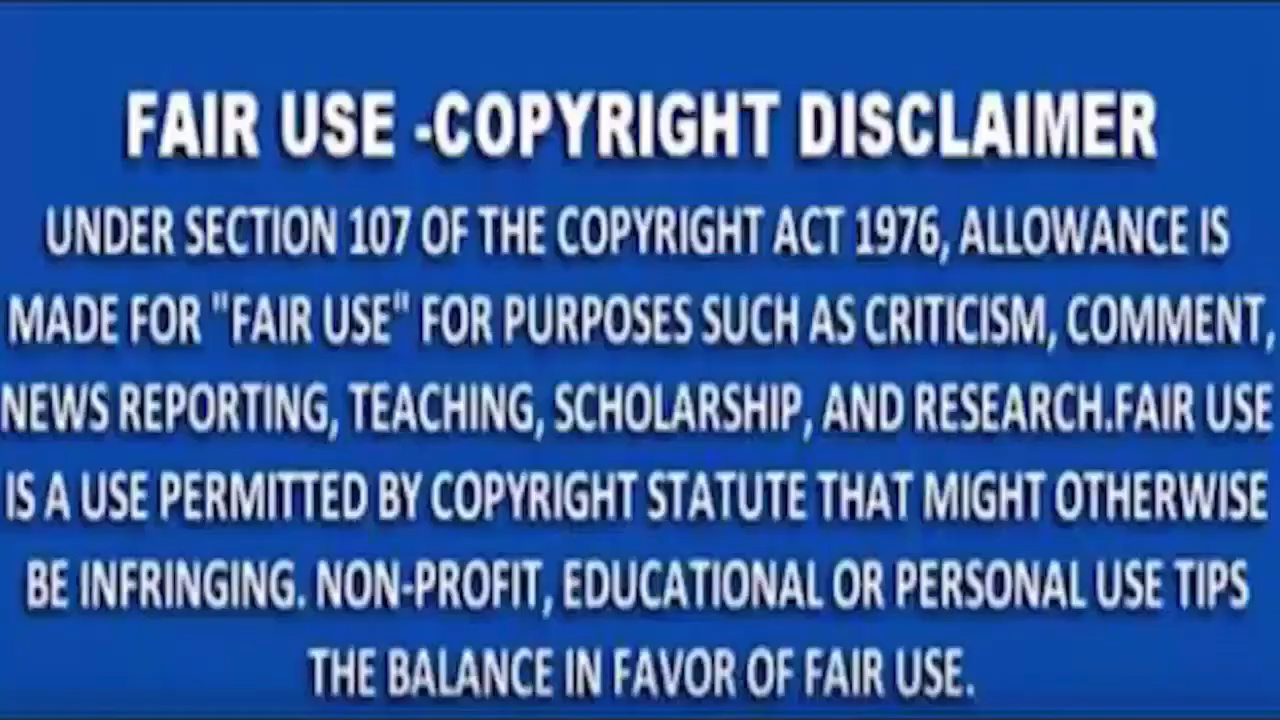 FAIR USE -COPYRIGHT DISCLAIMER
UNDER SECTION 107 OF THE COPYRIGHT ACT 1976, ALLOWANCE IS
MADE FOR "FAIR USE" FOR PURPOSES SUCH AS CRITICISM, COMMENT,
NEWS REPORTING, TEACHING, SCHOLARSHIP, AND RESEARCH.FAIR USE
IS A USE PERMITTED BY COPYRIGHT STATUTE THAT MIGHT OTHERWISE
BE INFRINGING. NON-PROFIT, EDUCATIONAL OR PERSONAL USE TIPS
THE BALANCE IN FAVOR OF FAIR USE.